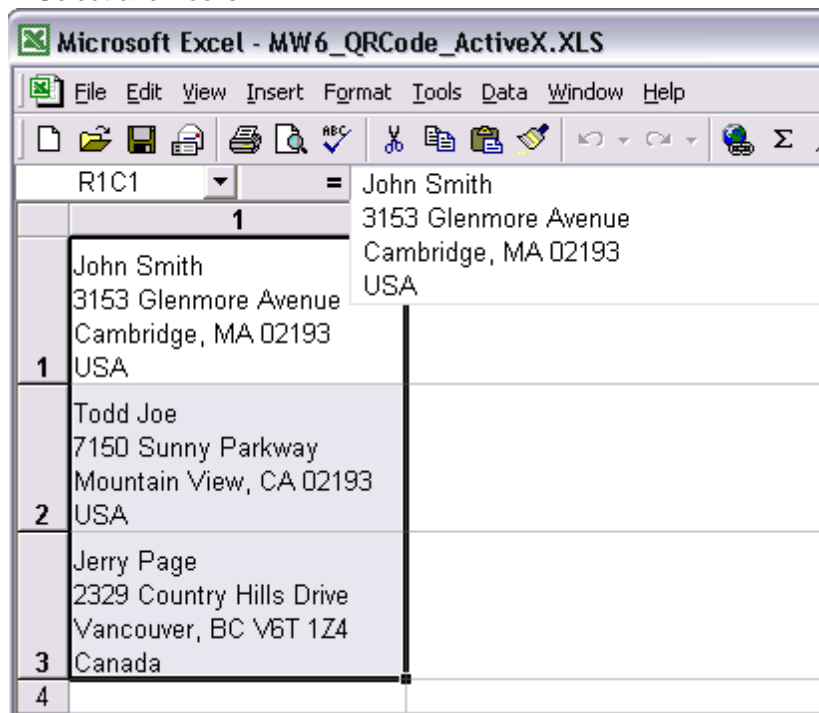 Microsoft Excel - MW6_QRCode_ActiveX.XLS
File Edit View Insert Format Tools Data Window Help
ABC Σ
R1C1 = John Smith
3153 Glenmore Avenue
Cambridge, MA 02193
USA
1
John Smith
3153 Glenmore Avenue
Cambridge, MA 02193
1 USA
Todd Joe
7150 Sunny Parkway
Mountain View, CA 02193
2 USA
Jerry Page
2329 Country Hills Drive
Vancouver, BC V6T 1Z4
3 Canada
4